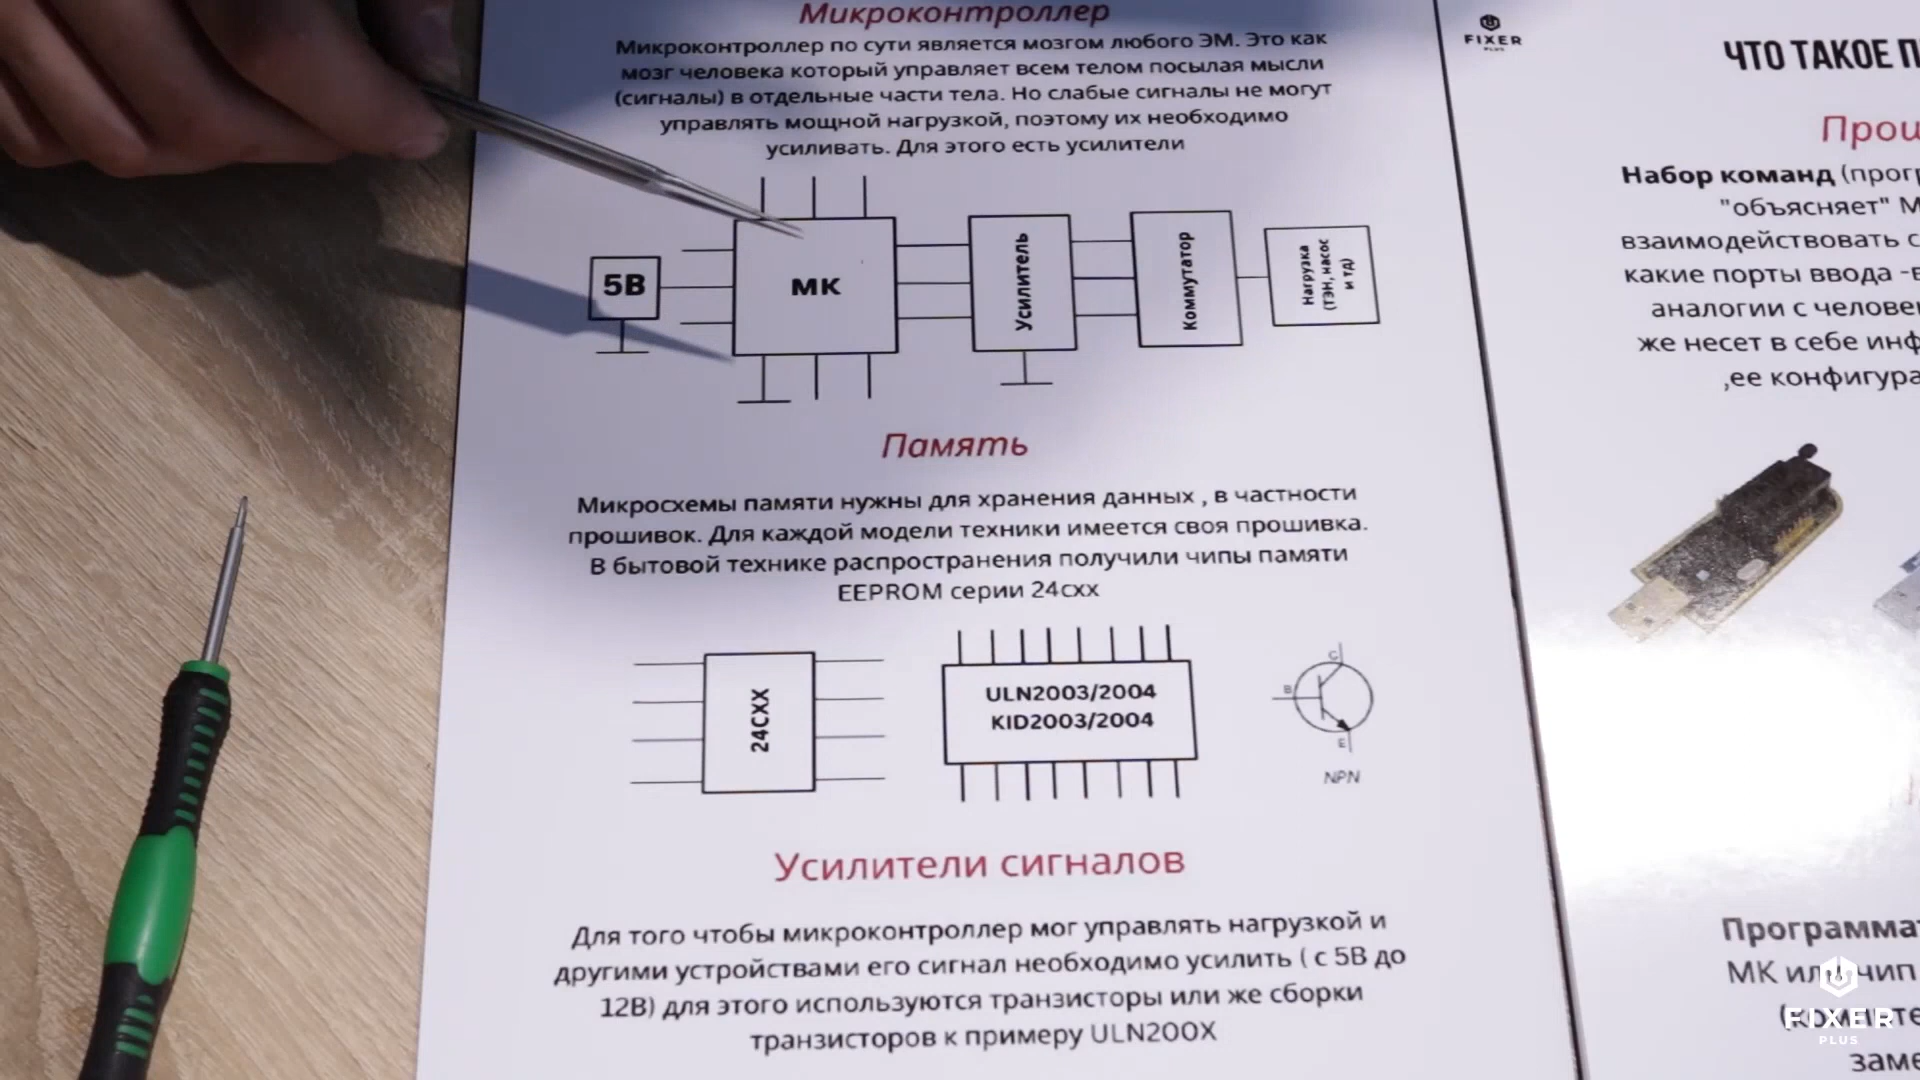 Микроконтроллер
Микроконтроллер по сути является мозгом любого ЭМ. Это как
мозг человека который управляет всем телом посылая мысли
(сигналы) в отдельные части тела. Но слабые сигналы не могут
управлять мощной нагрузкой, поэтому их необходимо
усиливать. Для этого есть усилители
5В
МК
Усилитель
Коммутатор
Нагрузка
(ТЭН, насос
и тд)
Память
Микросхемы памяти нужны для хранения данных , в частности
прошивок. Для каждой модели техники имеется своя прошивка.
В бытовой технике распространения получили чипы памяти
EEPROM серии 24схх
24CXX
ULN2003/2004
KID2003/2004
C
B
E
NPN
Усилители сигналов
Для того чтобы микроконтроллер мог управлять нагрузкой и
другими устройствами его сигнал необходимо усилить ( с 5В до
12В) для этого используются транзисторы или же сборки
транзисторов к примеру ULN200X
FIXER
PLUS
ЧТО ТАКОЕ П
Прош
Набор команд (прогр
"объясняет" М
взаимодействовать с
какие порты ввода -в
аналогии с человек
же несет в себе инф
,ее конфигура
Программат
МК или чип
заме
FIXER
PLUS